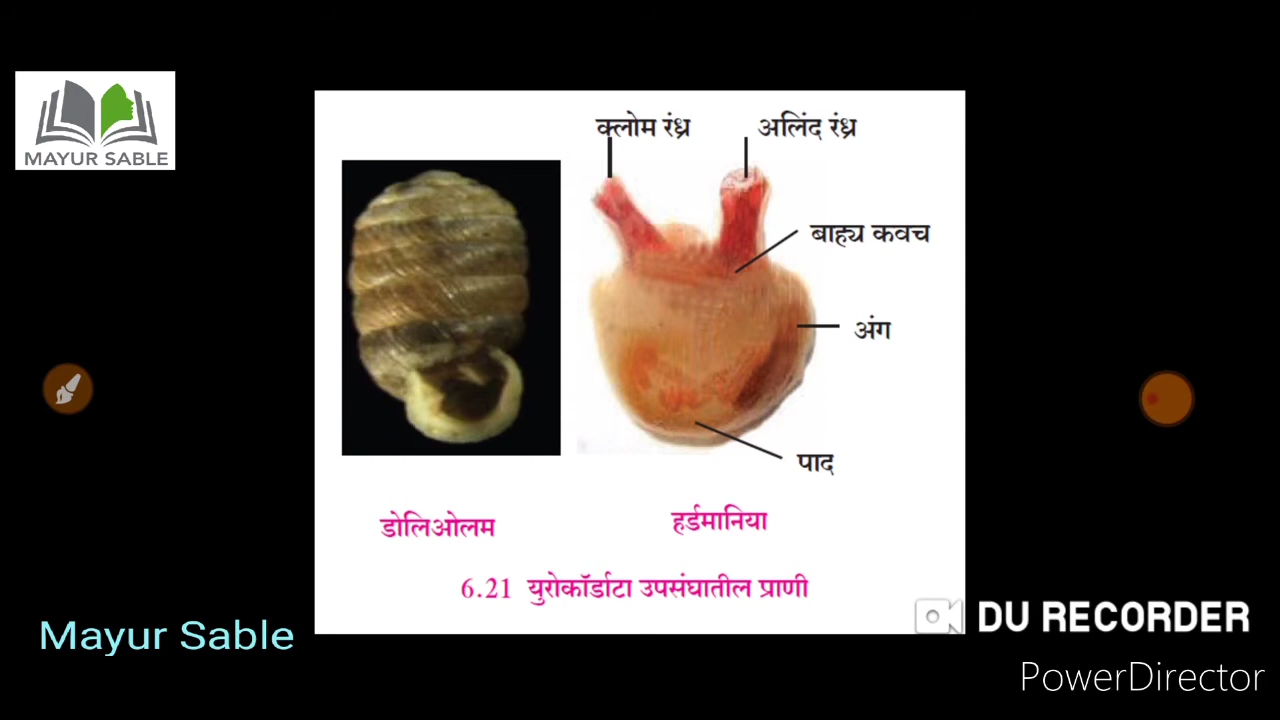 MAYUR SABLE
क्लोम रंध्र
अलिंद रंध्र
बाह्य कवच
अंग
पाद
डोलिओलम
हर्डमानिया
6.21 युरोकॉर्डाटा उपसंघातील प्राणी
Mayur Sable
DU RECORDER
PowerDirector